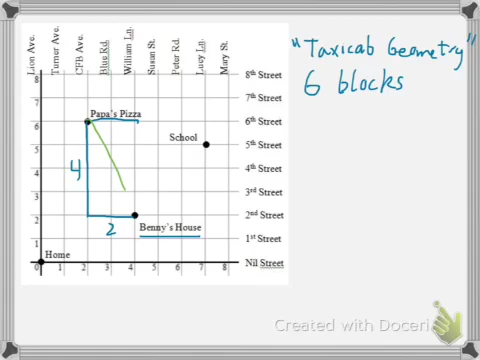 Lion Ave.
Turner Ave.
CFB Ave.
Blue Rd.
William Ln.
Susan St.
Peter Rd.
Lucy Ln.
Mary St.
"Taxicab Geometry"
6 blocks
8 8th Street
7 7th Street
Papa's Pizza
6 6th Street
School
5 5th Street
4 4 4th Street
3 3rd Street
2 2nd Street
2 Benny's House
1 1st Street
Home
0 Nil Street
0 1 2 3 4 5 6 7 8
Created with Doceri